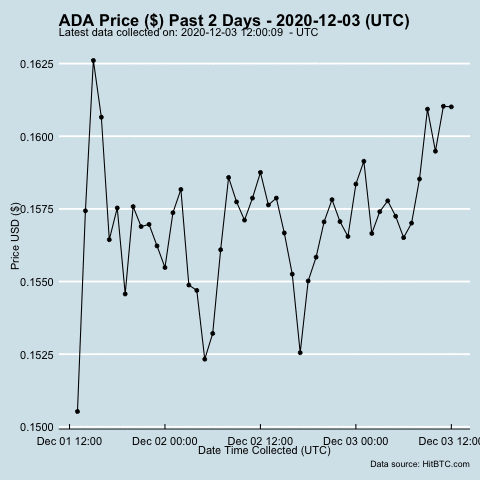 ADA Price ($) Past 2 Days - 2020-12-03 (UTC)
Latest data collected on: 2020-12-03 12:00:09 - UTC
0.1625
0.1600
0.1575
0.1550
0.1525
0.1500
Price USD ($)
Dec 01 12:00 Dec 02 00:00 Dec 02 12:00 Dec 03 00:00 Dec 03 12:00
Date Time Collected (UTC)
Data source: HitBTC.com